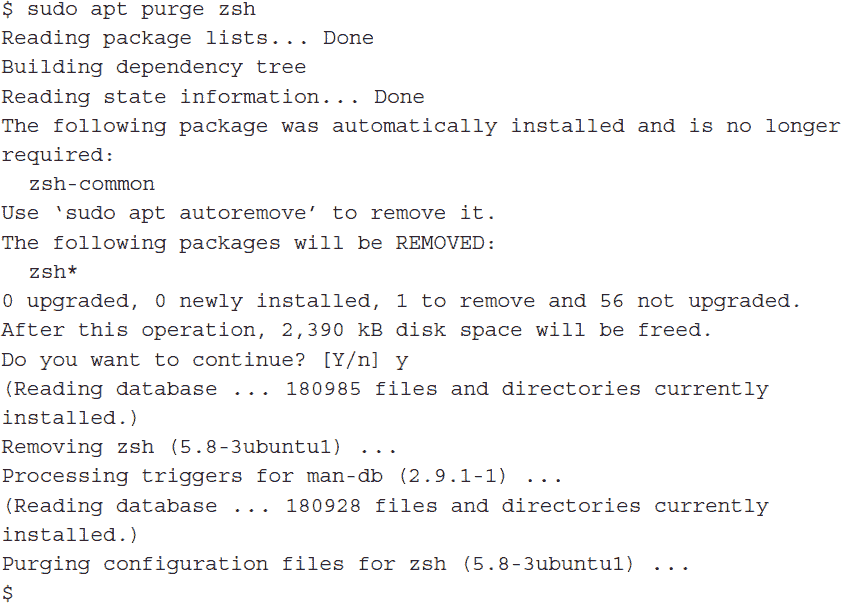 $ sudo apt purge zsh
Reading package lists... Done
Building dependency tree
Reading state information... Done
The following package was automatically installed and is no longer
required:
  zsh-common
Use ‘sudo apt autoremove’ to remove it.
The following packages will be REMOVED:
  zsh*
0 upgraded, 0 newly installed, 1 to remove and 56 not upgraded.
After this operation, 2,390 kB disk space will be freed.
Do you want to continue? [Y/n] y
(Reading database ... 180985 files and directories currently
installed.)
Removing zsh (5.8-3ubuntu1) ...
Processing triggers for man-db (2.9.1-1) ...
(Reading database ... 180928 files and directories currently
installed.)
Purging configuration files for zsh (5.8-3ubuntu1) ...
$